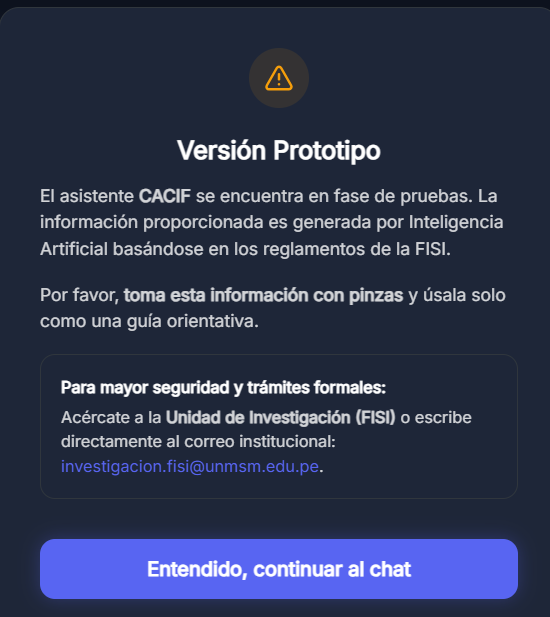 Versión Prototipo
El asistente CACIF se encuentra en fase de pruebas. La
información proporcionada es generada por Inteligencia
Artificial basándose en los reglamentos de la FISI.
Por favor, toma esta información con pinzas y úsala solo
como una guía orientativa.
Para mayor seguridad y trámites formales:
Acércate a la Unidad de Investigación (FISI) o escribe
directamente al correo institucional:
investigacion.fisi@unmsm.edu.pe.
Entendido, continuar al chat